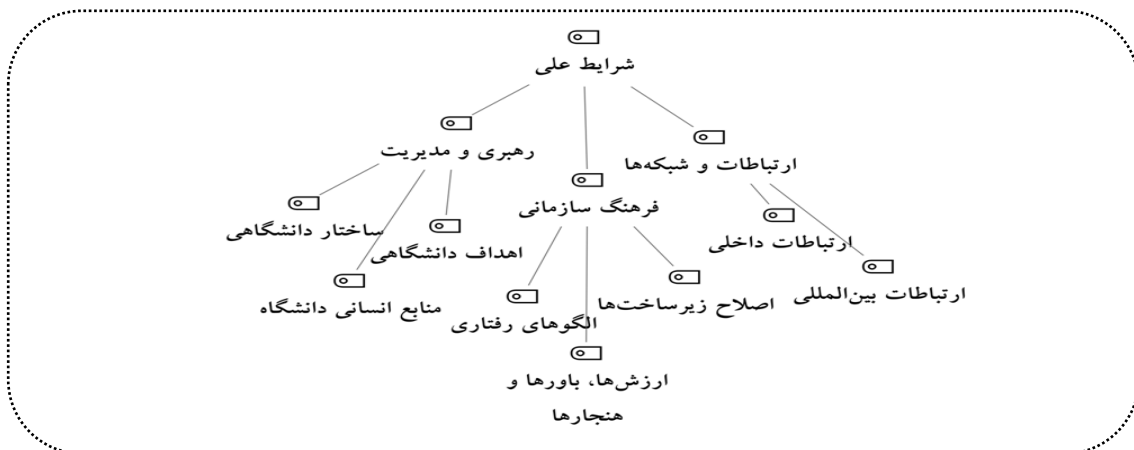 شرایط علی
رهبری و مدیریت
ارتباطات و شبکه‌ها
فرهنگ سازمانی
ساختار دانشگاهی
اهداف دانشگاهی
ارتباطات داخلی
منابع انسانی دانشگاه
الگوهای رفتاری
اصلاح زیرساخت‌ها
ارتباطات بین‌المللی
ارزش‌ها، باورها و
هنجارها